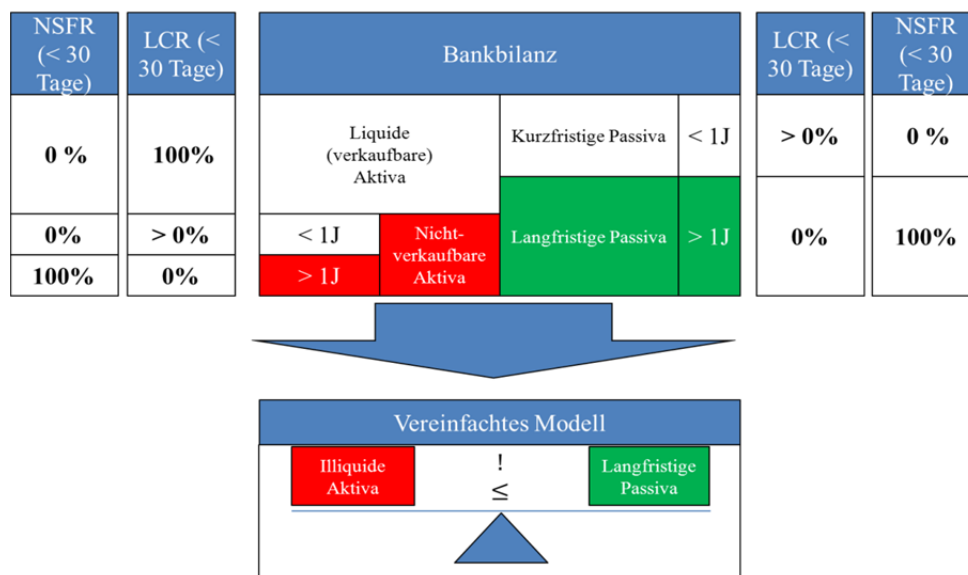 NSFR
(< 30
Tage)
LCR (<
30 Tage)
Bankbilanz
LCR (<
30 Tage)
NSFR
(< 30
Tage)
0 %
100%
Liquide
(verkaufbare)
Aktiva
Kurzfristige Passiva
< 1J
> 0%
0 %
0%
> 0%
< 1J
Nicht-
verkaufbare
Aktiva
Langfristige Passiva
> 1J
0%
100%
100%
0%
> 1J
Vereinfachtes Modell
Illiquide
Aktiva
!
≤
Langfristige
Passiva